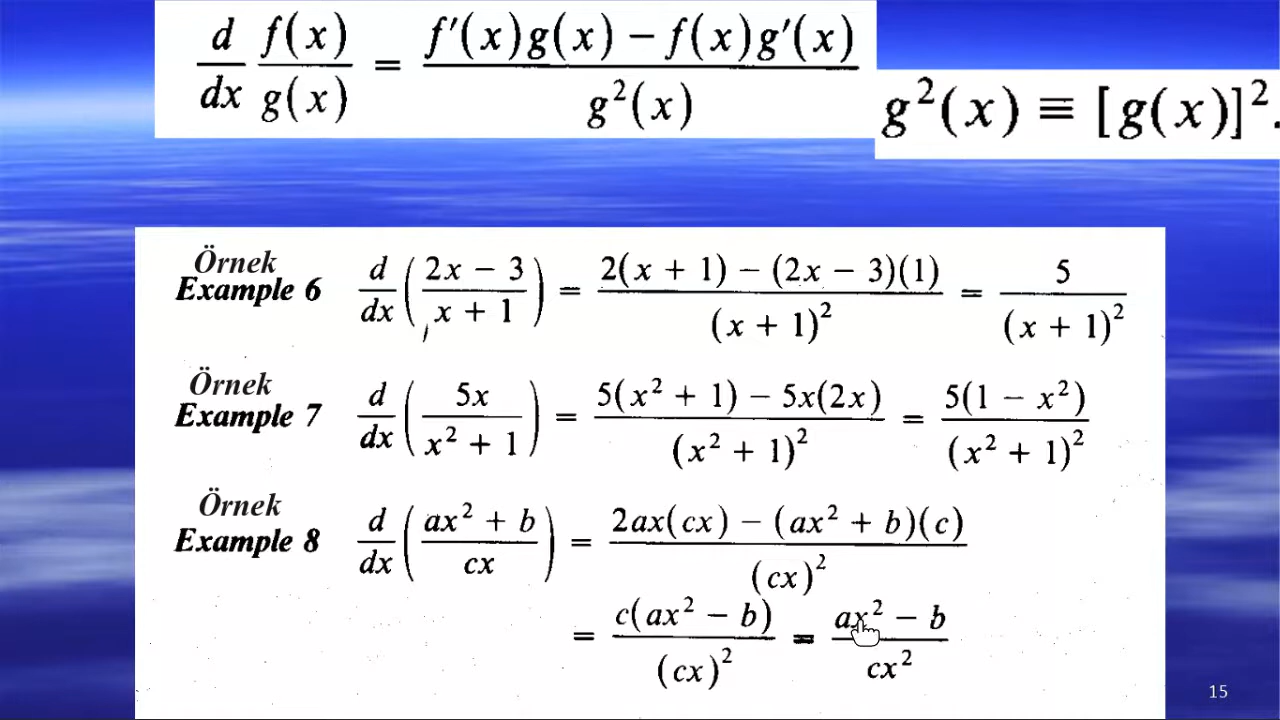 d/dx f(x)/g(x) = (f′(x)g(x) − f(x)g′(x))/g²(x)
g²(x) ≡ [g(x)]².
Örnek
Example 6 d/dx ((2x − 3)/(x + 1)) = (2(x + 1) − (2x − 3)(1))/(x + 1)² = 5/(x + 1)²
Örnek
Example 7 d/dx (5x/(x² + 1)) = (5(x² + 1) − 5x(2x))/(x² + 1)² = 5(1 − x²)/(x² + 1)²
Örnek
Example 8 d/dx ((ax² + b)/cx) = (2ax(cx) − (ax² + b)(c))/(cx)²
= c(ax² − b)/(cx)² = (ax² − b)/cx²
15